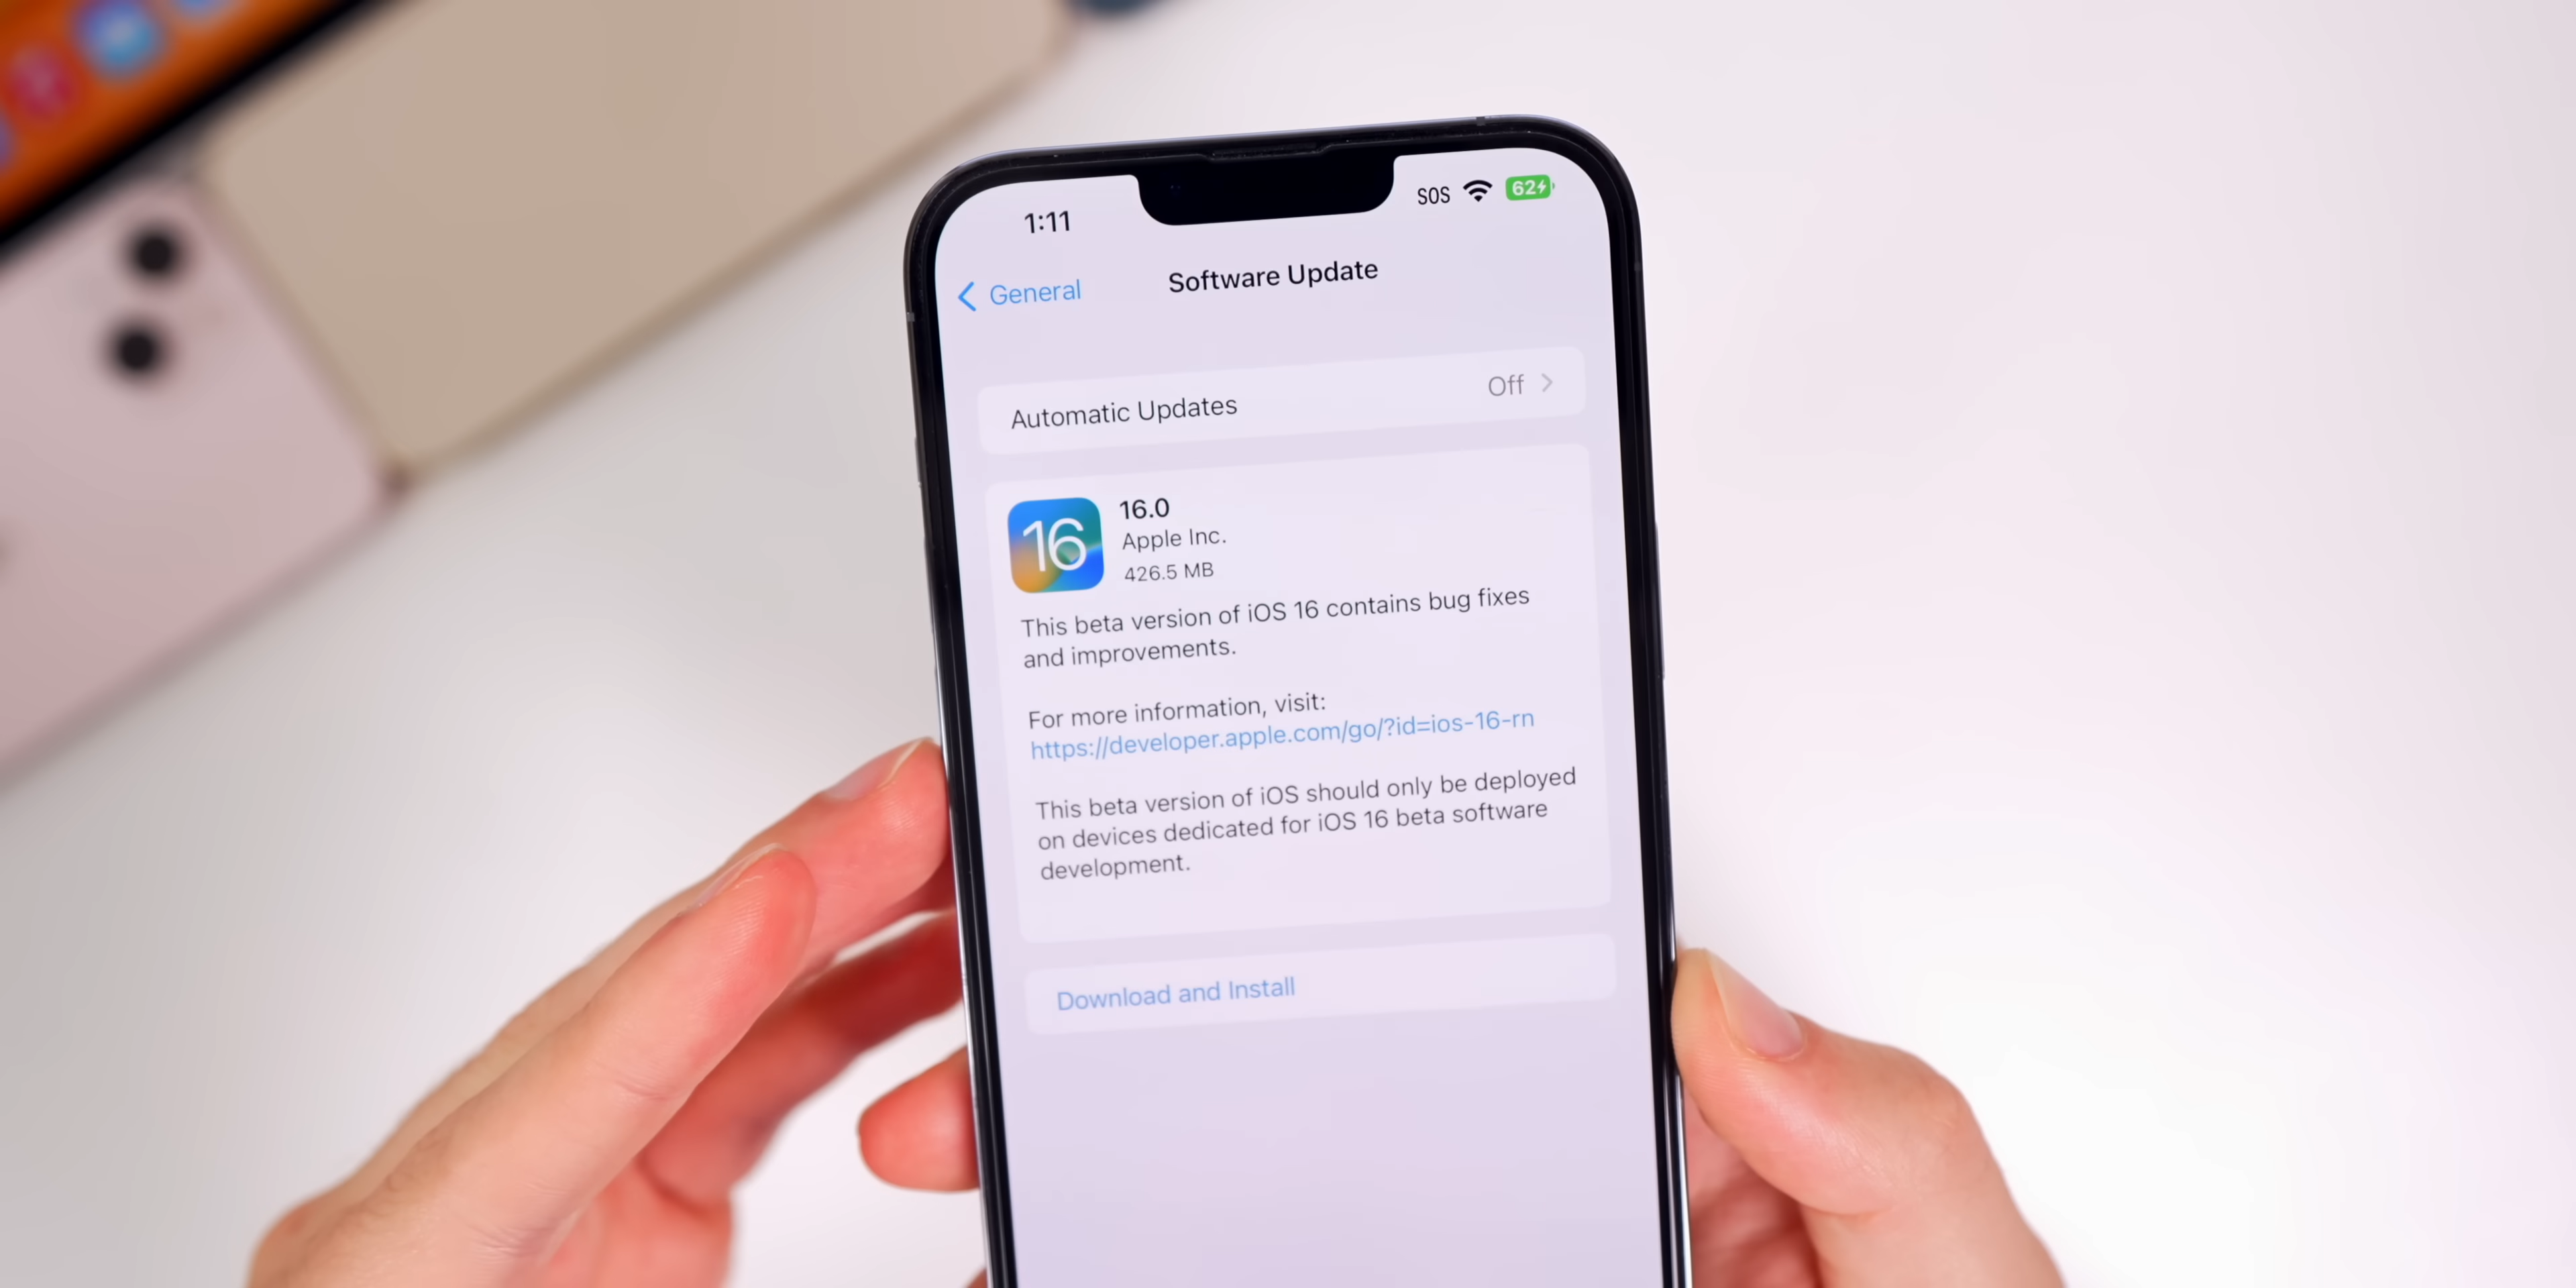 1:11
SOS
62
General
Software Update
Automatic Updates
Off
16
16.0
Apple Inc.
426.5 MB
This beta version of iOS 16 contains bug fixes
and improvements.
For more information, visit:
https://developer.apple.com/go/?id=ios-16-rn
This beta version of iOS should only be deployed
on devices dedicated for iOS 16 beta software
development.
Download and Install